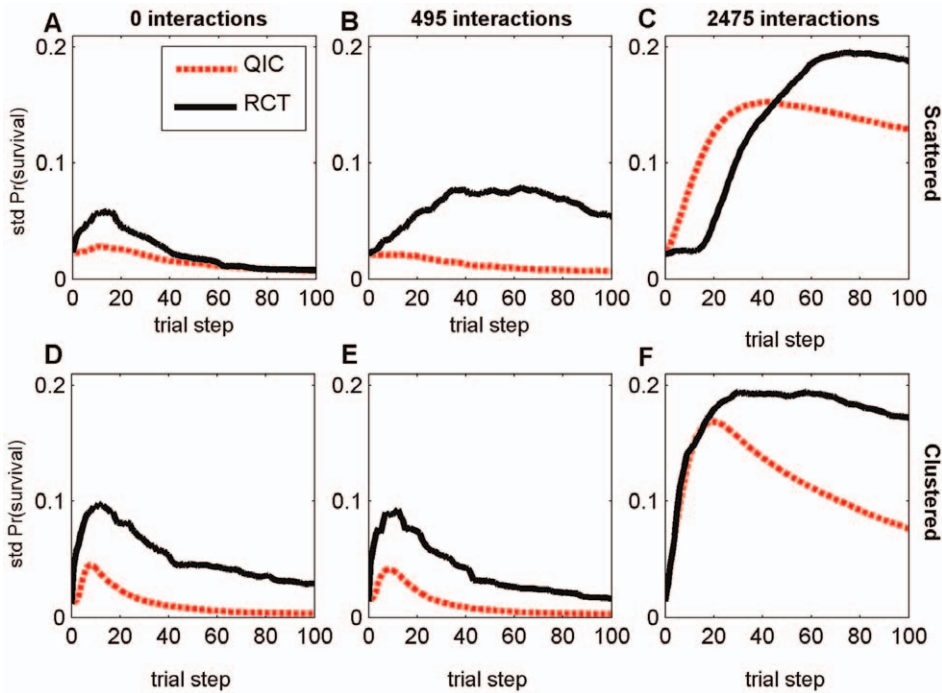 A 0 interactions
B 495 interactions
C 2475 interactions
QIC
RCT
std Pr(survival)
0.2
0.1
0
0 20 40 60 80 100
trial step
0.2
0.1
0
0 20 40 60 80 100
trial step
0.2
0.1
0
0 20 40 60 80 100
trial step
Scattered
D
E
F
std Pr(survival)
0.2
0.1
0
0 20 40 60 80 100
trial step
0.2
0.1
0
0 20 40 60 80 100
trial step
0.2
0.1
0
0 20 40 60 80 100
trial step
Clustered